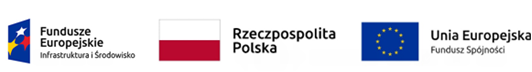 Fundusze
Europejskie
Infrastruktura i Środowisko
Rzeczpospolita
Polska
Unia Europejska
Fundusz Spójności